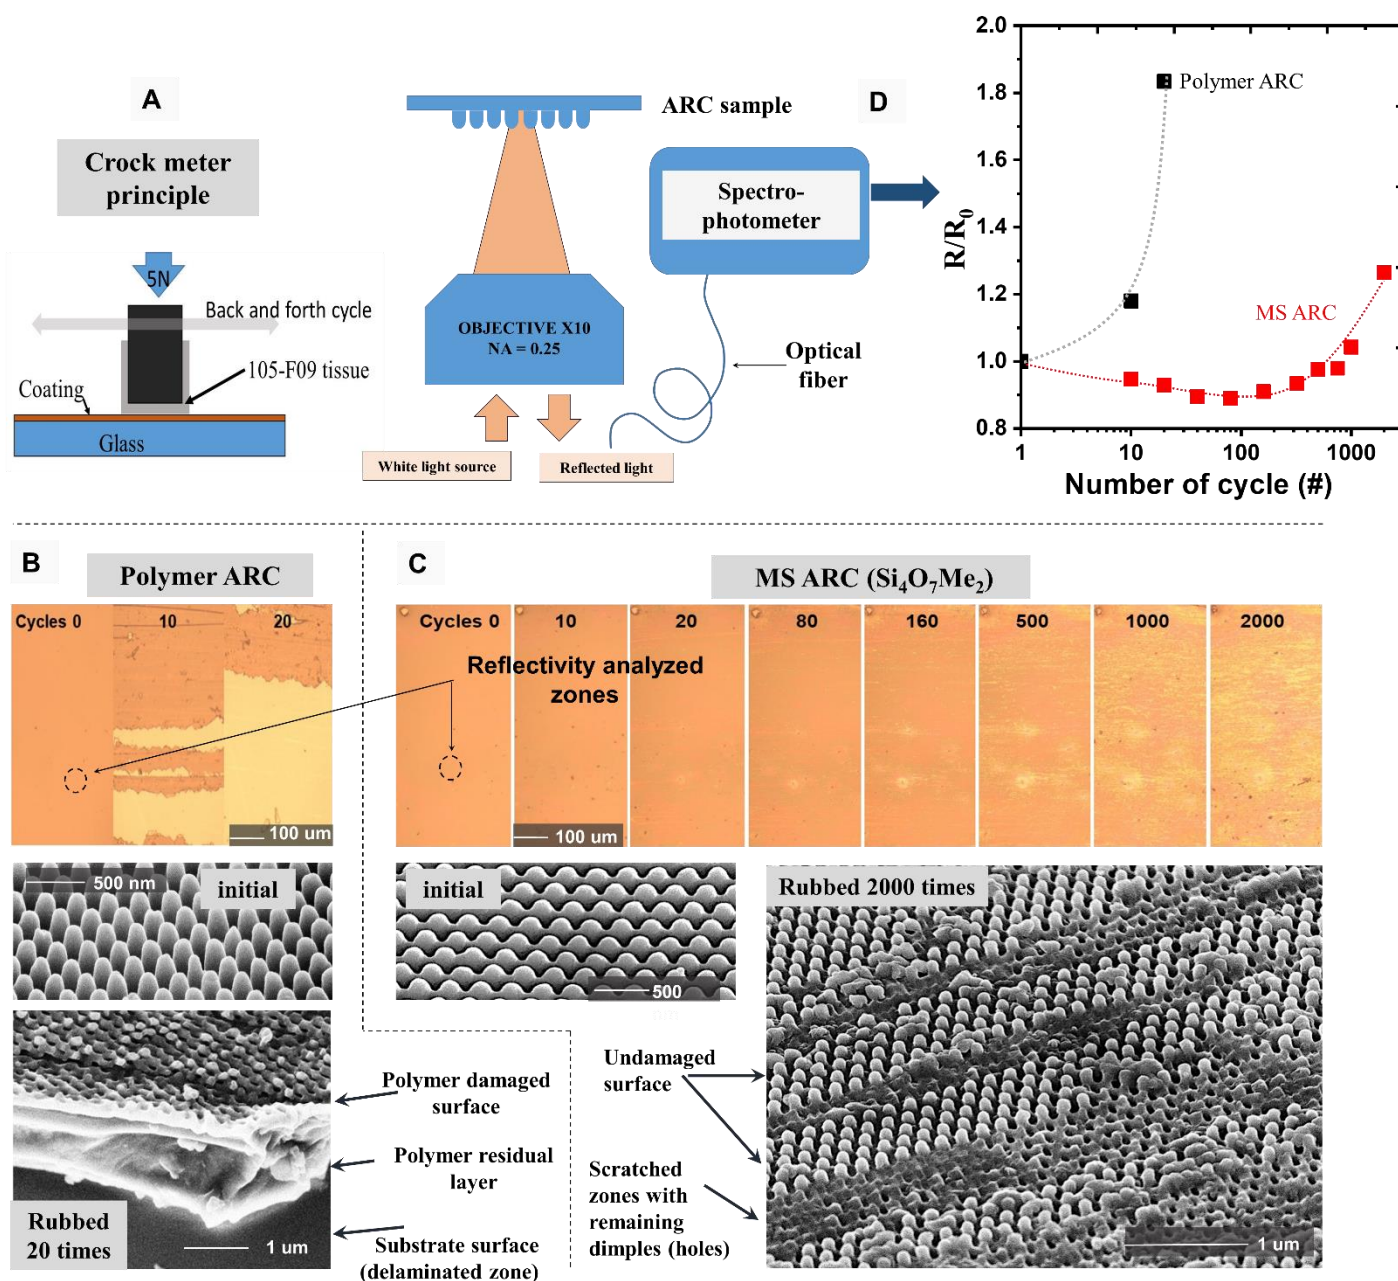 A
Crock meter
principle
5N
Back and forth cycle
105-F09 tissue
Coating
Glass
ARC sample
OBJECTIVE X10
NA = 0.25
White light source
Reflected light
Optical
fiber
Spectro-
photometer
D
2.0
1.8
1.6
1.4
1.2
1.0
0.8
R/R₀
Polymer ARC
MS ARC
1
10
100
1000
Number of cycle (#)
B
Polymer ARC
Cycles 0
10
20
100 um
500 nm
initial
Rubbed
20 times
1 um
Polymer damaged
surface
Polymer residual
layer
Substrate surface
(delaminated zone)
C
MS ARC (Si₄O₇Me₂)
Cycles 0
10
20
80
160
500
1000
2000
Reflectivity analyzed
zones
100 um
initial
500
nm
Rubbed 2000 times
Undamaged
surface
Scratched
zones with
remaining
dimples (holes)
1 um